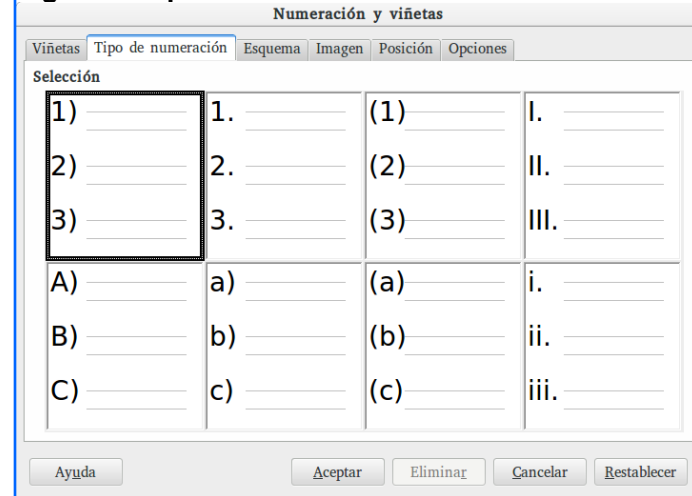 Numeración y viñetas
Viñetas Tipo de numeración Esquema Imagen Posición Opciones
Selección
1) 1. (1) I.
2) 2. (2) II.
3) 3. (3) III.
A) a) (a) i.
B) b) (b) ii.
C) c) (c) iii.
Ayuda Aceptar Eliminar Cancelar Restablecer